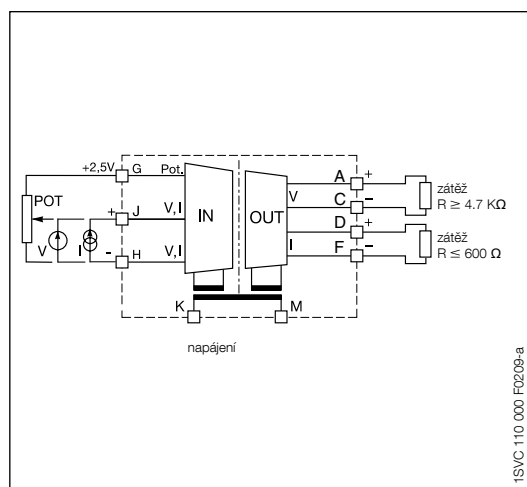 +2,5V G Pot. A +
zátěž
R ≥ 4.7 KΩ
POT V C −
+ J V,I IN OUT D +
zátěž
R ≤ 600 Ω
V I − H V,I I F −
K M
napájení
1SVC 110 000 F0209-a